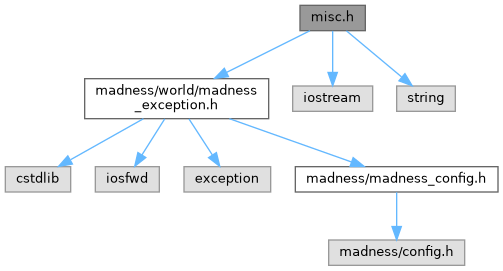 misc.h
madness/world/madness
_exception.h
iostream
string
cstdlib
iosfwd
exception
madness/madness_config.h
madness/config.h